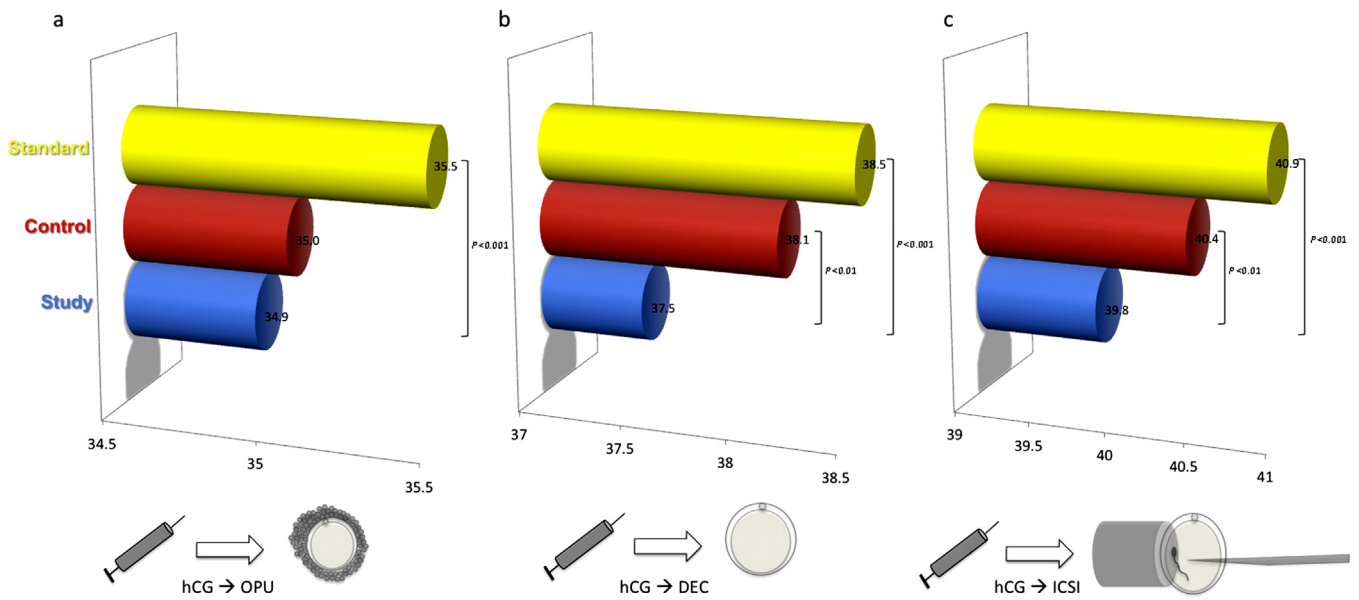 a
b
c
Standard
Control
Study
35.5
35.0
34.9
P <0.001
34.5
35
35.5
38.5
38.1
37.5
P <0.01
P <0.001
37
37.5
38
38.5
40.9
40.4
39.8
P <0.01
P <0.001
39
39.5
40
40.5
41
hCG → OPU
hCG → DEC
hCG → ICSI